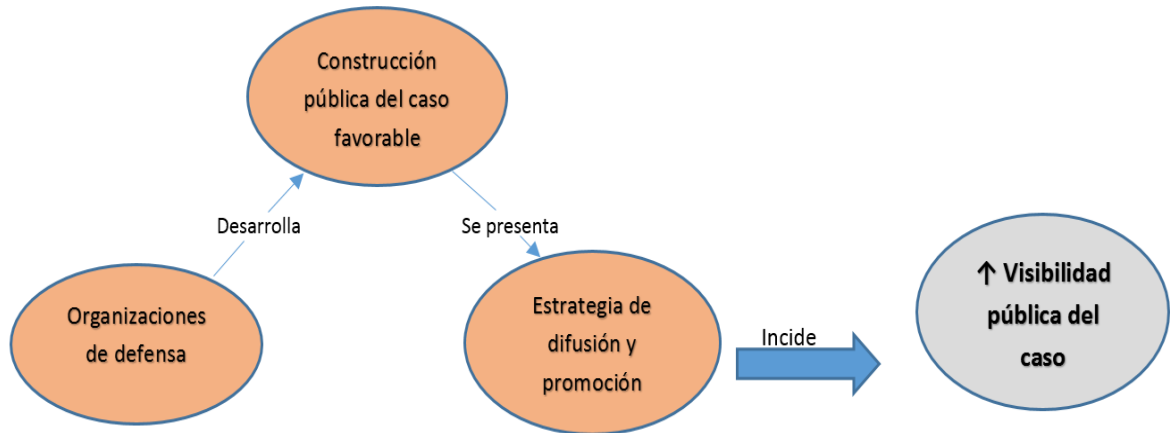 Construcción
pública del caso
favorable
Desarrolla
Se presenta
Organizaciones
de defensa
Estrategia de
difusión y
promoción
Incide
↑ Visibilidad
pública del
caso